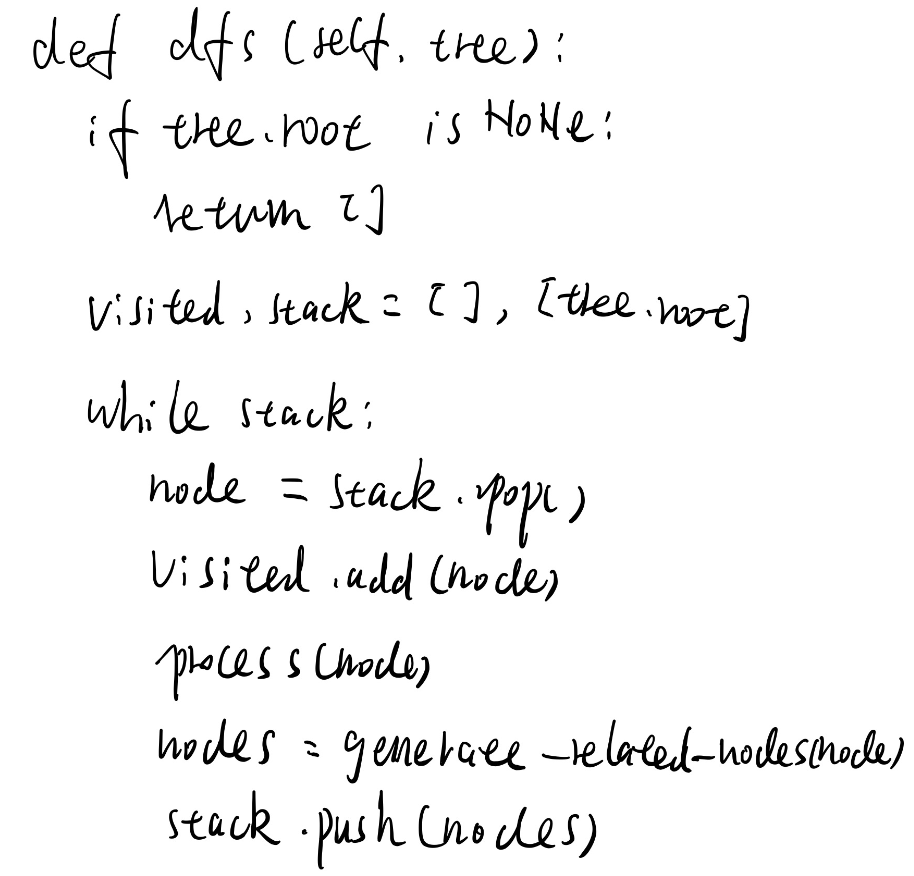 def dfs (self, tree):
if tree.root is None:
return []
visited, stack = [], [tree.root]
while stack:
node = stack.pop()
visited.add(node)
process(node)
nodes = generate_related_nodes(node)
stack.push(nodes)